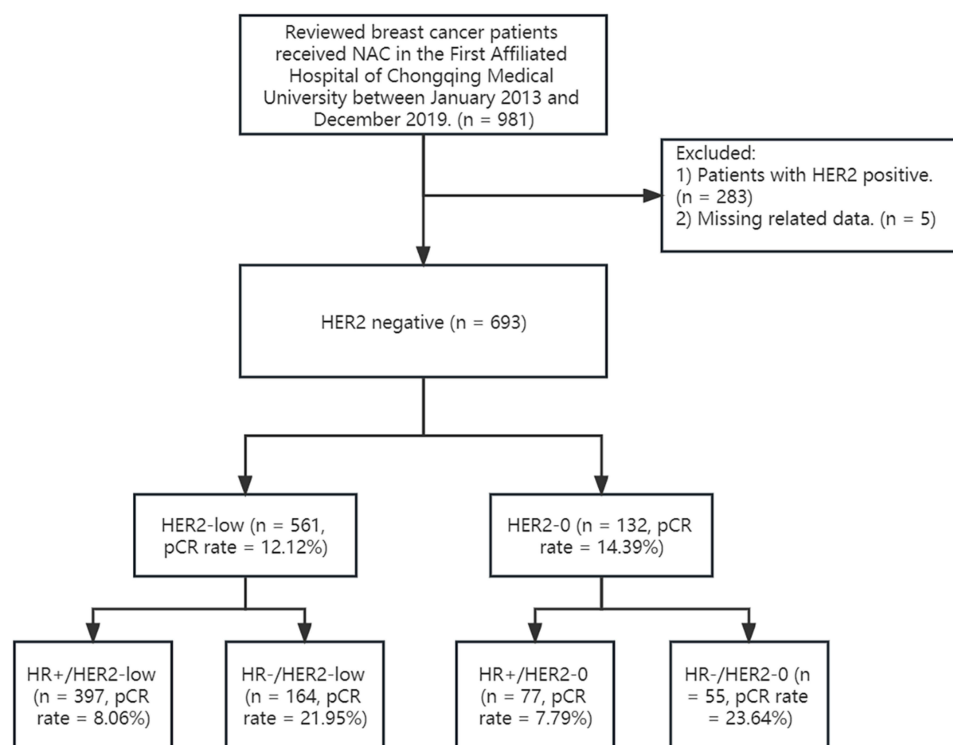 Reviewed breast cancer patients
received NAC in the First Affiliated
Hospital of Chongqing Medical
University between January 2013 and
December 2019. (n = 981)
Excluded:
1) Patients with HER2 positive.
(n = 283)
2) Missing related data. (n = 5)
HER2 negative (n = 693)
HER2-low (n = 561,
pCR rate = 12.12%)
HER2-0 (n = 132, pCR
rate = 14.39%)
HR+/HER2-low
(n = 397, pCR
rate = 8.06%)
HR-/HER2-low
(n = 164, pCR
rate = 21.95%)
HR+/HER2-0
(n = 77, pCR
rate = 7.79%)
HR-/HER2-0 (n
= 55, pCR rate
= 23.64%)